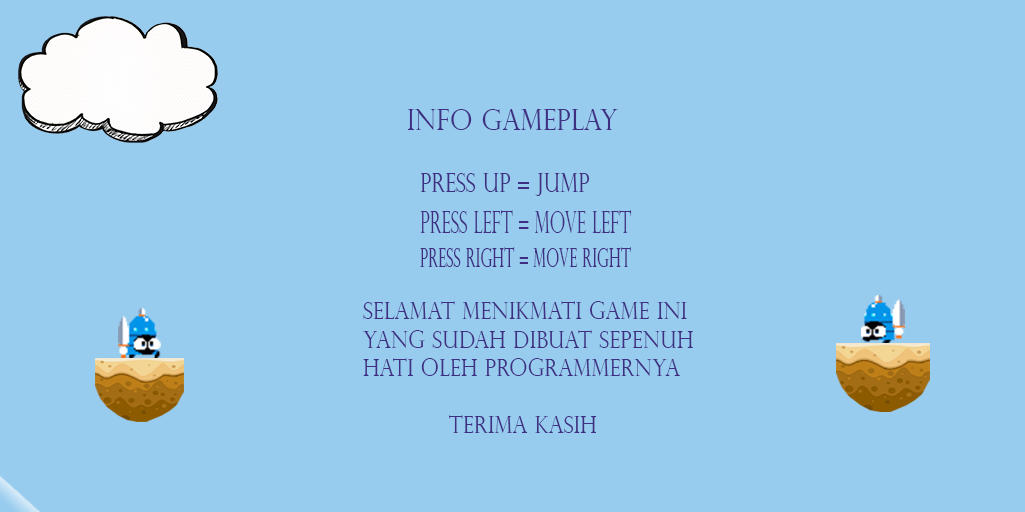 INFO GAMEPLAY
PRESS UP = JUMP
PRESS LEFT = MOVE LEFT
PRESS RIGHT = MOVE RIGHT
SELAMAT MENIKMATI GAME INI
YANG SUDAH DIBUAT SEPENUH
HATI OLEH PROGRAMMERNYA
TERIMA KASIH